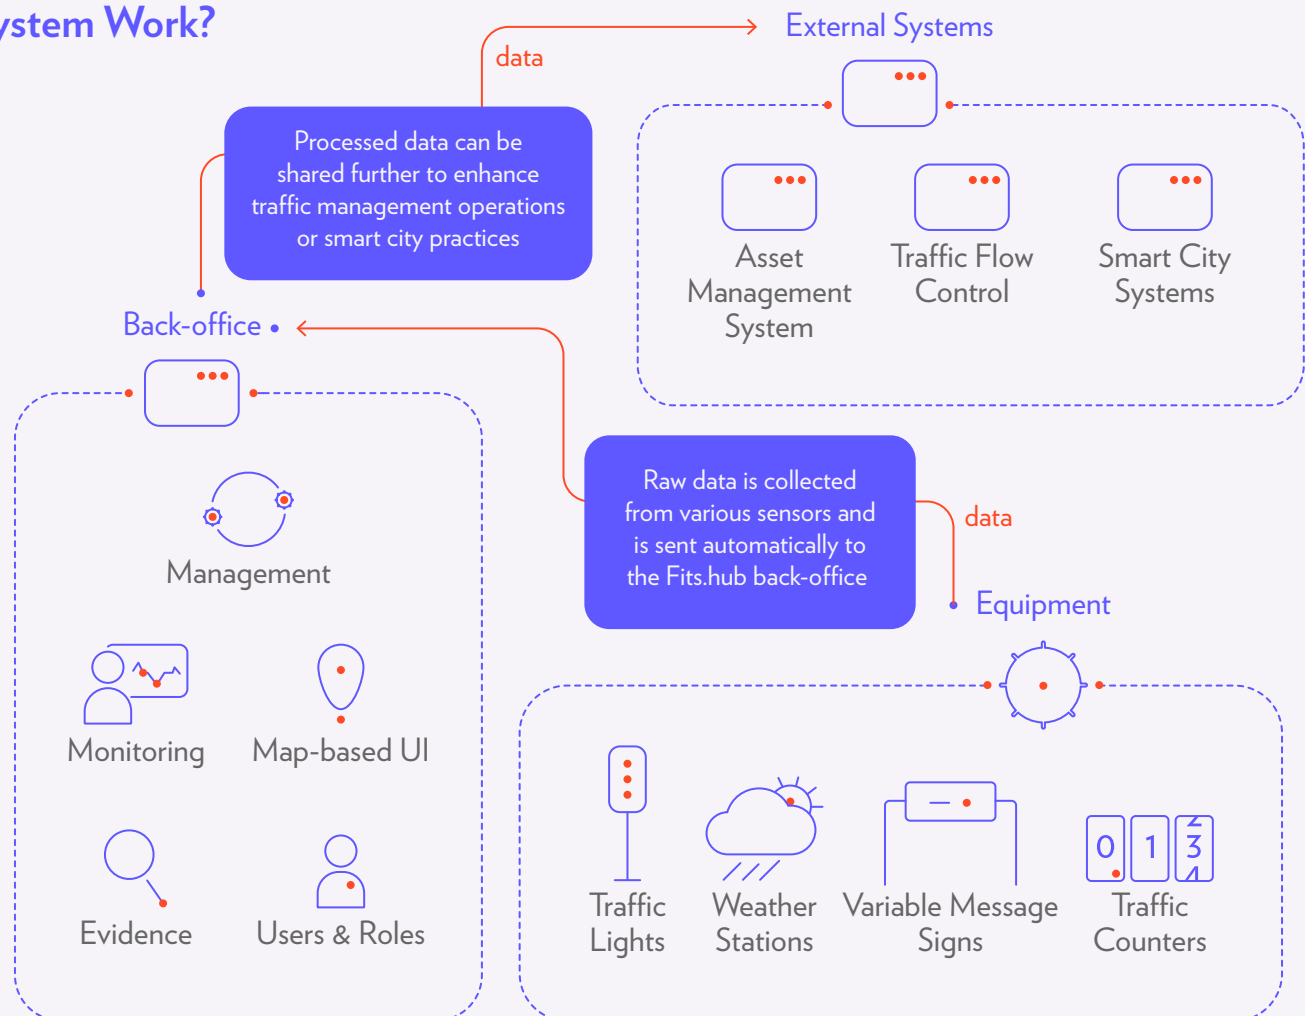 ystem Work?
data
External Systems
Processed data can be
shared further to enhance
traffic management operations
or smart city practices
Asset
Management
System
Traffic Flow
Control
Smart City
Systems
Back-office
Raw data is collected
from various sensors and
is sent automatically to
the Fits.hub back-office
data
Equipment
Management
Monitoring
Map-based UI
Evidence
Users & Roles
0 1 3
Traffic
Lights
Weather
Stations
Variable Message
Signs
Traffic
Counters